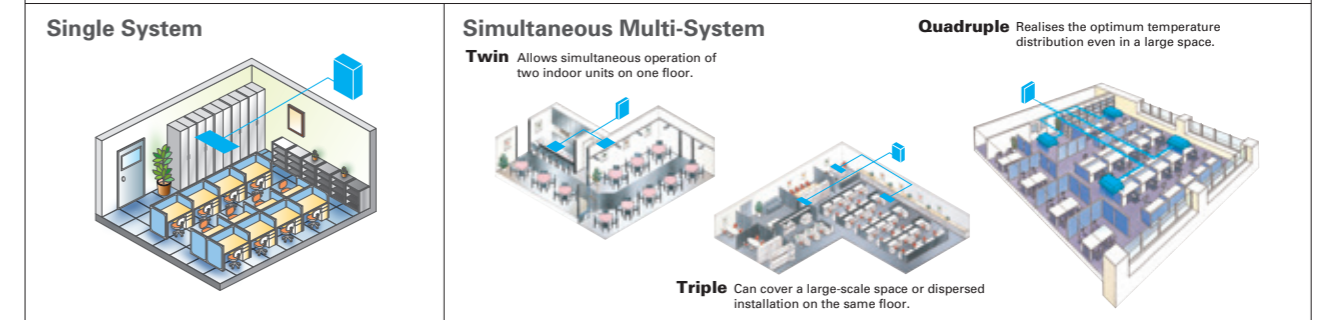 Single System
Simultaneous Multi-System
Twin Allows simultaneous operation of
two indoor units on one floor.
Quadruple Realises the optimum temperature
distribution even in a large space.
Triple Can cover a large-scale space or dispersed
installation on the same floor.